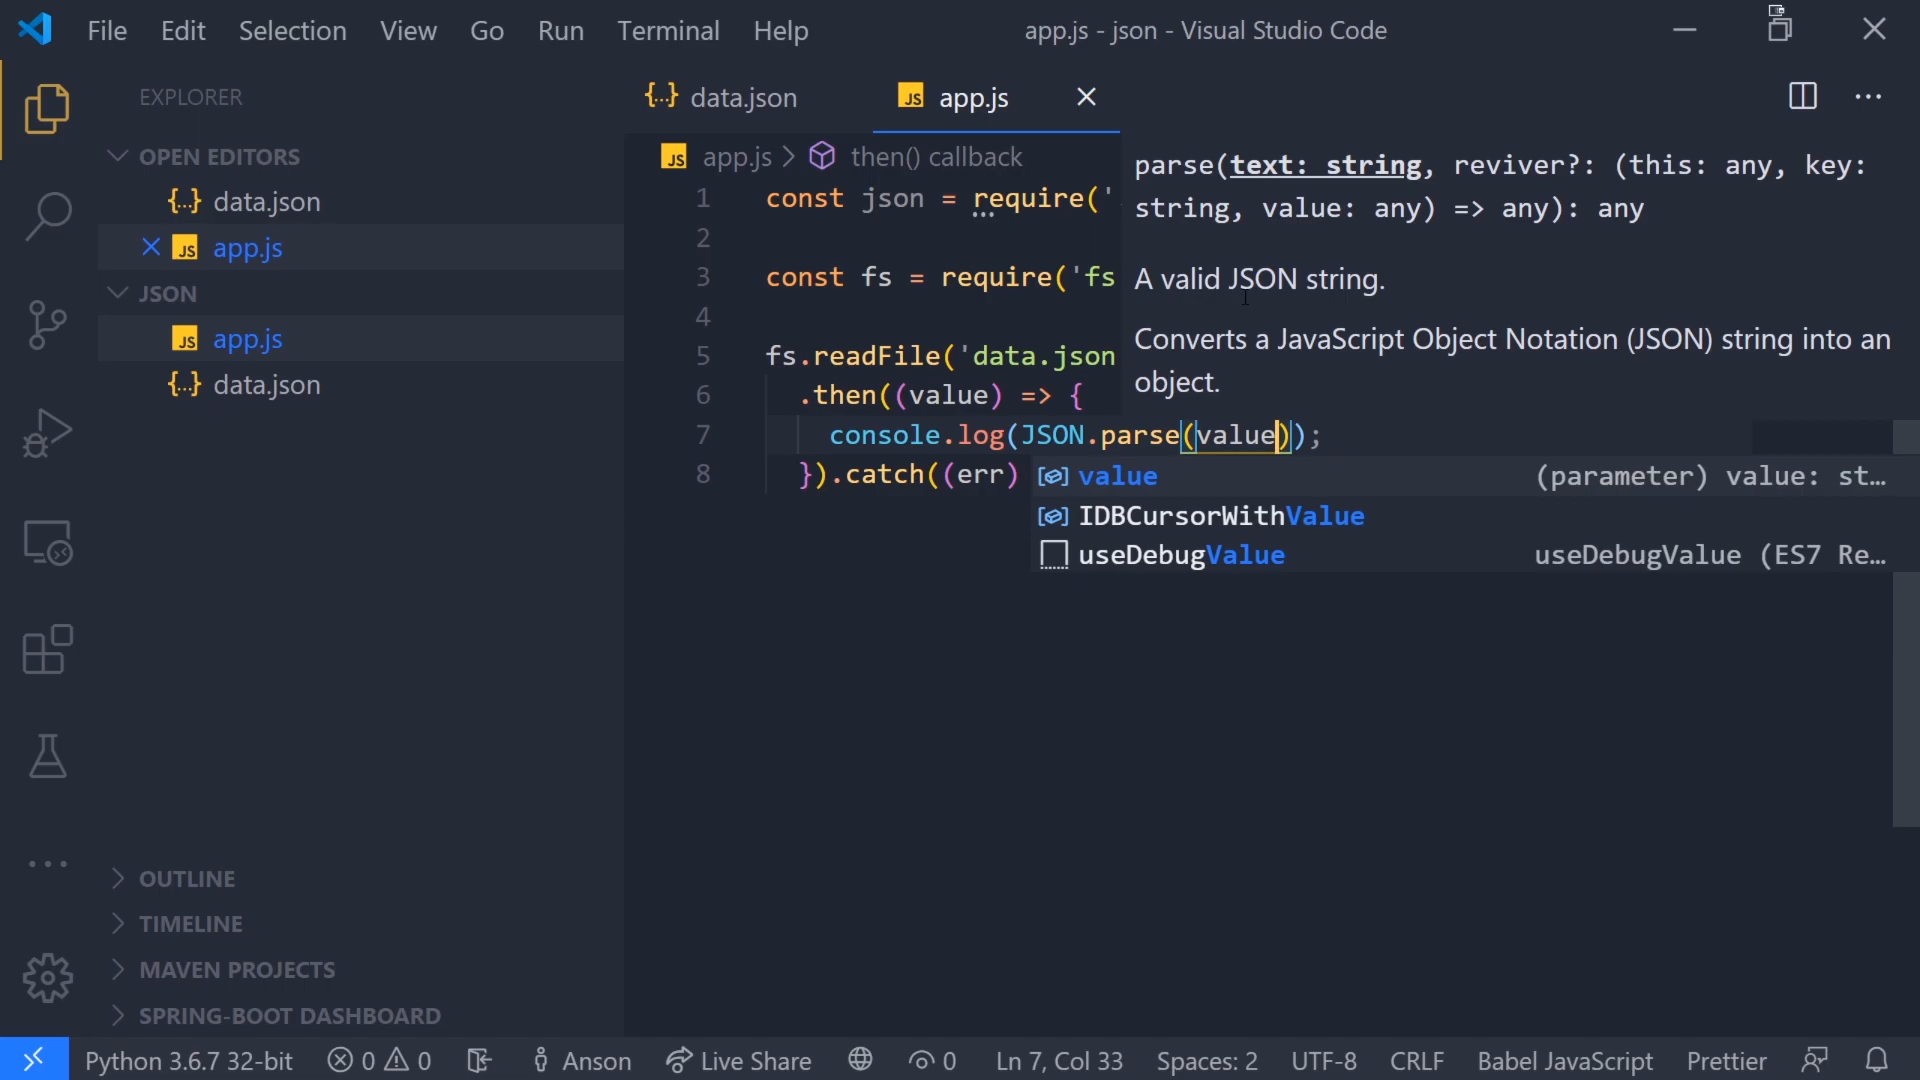 File Edit Selection View Go Run Terminal Help
app.js - json - Visual Studio Code
EXPLORER
OPEN EDITORS
{..} data.json
JS app.js
JSON
JS app.js
{..} data.json
OUTLINE
TIMELINE
MAVEN PROJECTS
SPRING-BOOT DASHBOARD
{..} data.json
JS app.js
JS app.js > then() callback
1 const json = require('
2
3 const fs = require('fs
4
5 fs.readFile('data.json
6 .then((value) => {
7 console.log(JSON.parse(value));
8 }).catch((err)
parse(text: string, reviver?: (this: any, key:
string, value: any) => any): any
A valid JSON string.
Converts a JavaScript Object Notation (JSON) string into an
object.
value (parameter) value: st...
IDBCursorWithValue
useDebugValue useDebugValue (ES7 Re...
Python 3.6.7 32-bit 0 0 Anson Live Share 0 Ln 7, Col 33 Spaces: 2 UTF-8 CRLF Babel JavaScript Prettier